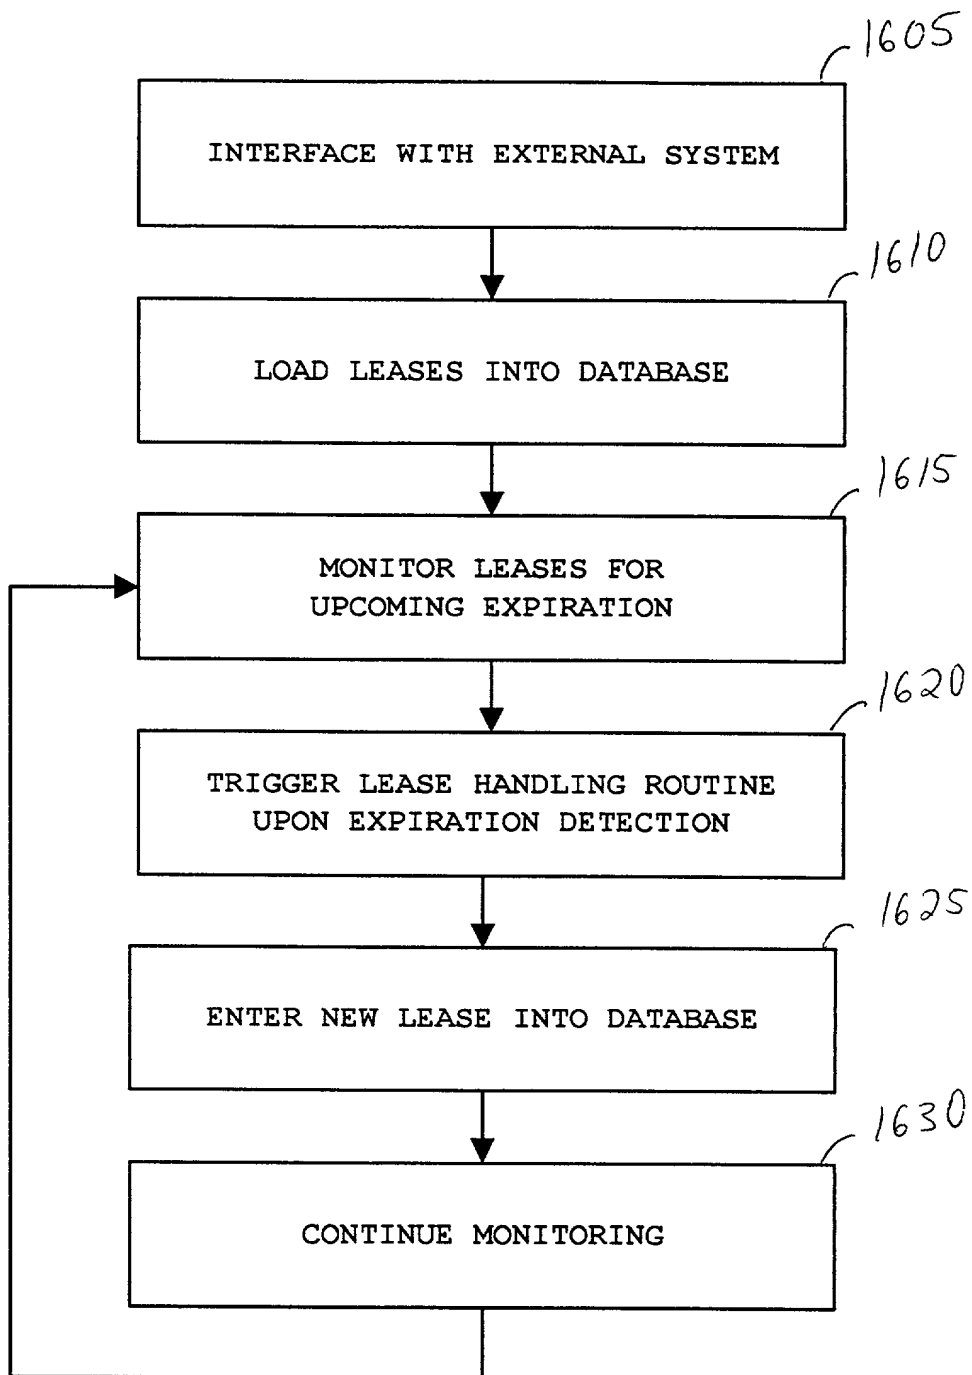 1605
INTERFACE WITH EXTERNAL SYSTEM
1610
LOAD LEASES INTO DATABASE
1615
MONITOR LEASES FOR
UPCOMING EXPIRATION
1620
TRIGGER LEASE HANDLING ROUTINE
UPON EXPIRATION DETECTION
1625
ENTER NEW LEASE INTO DATABASE
1630
CONTINUE MONITORING